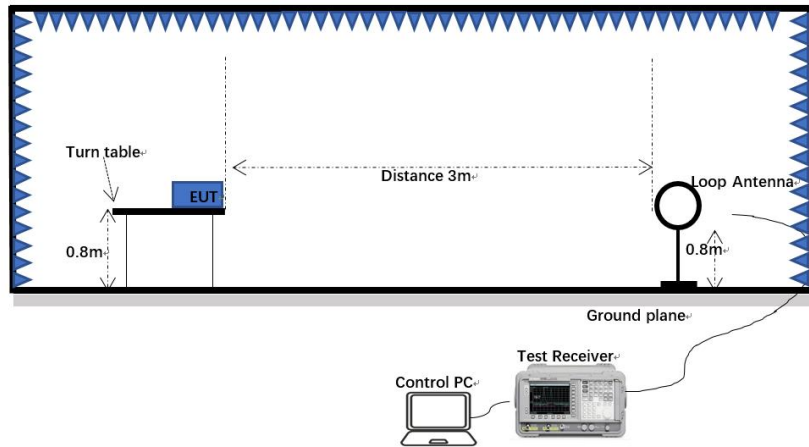 Turn table
EUT
Distance 3m
Loop Antenna
0.8m
0.8m
Ground plane
Test Receiver
Control PC